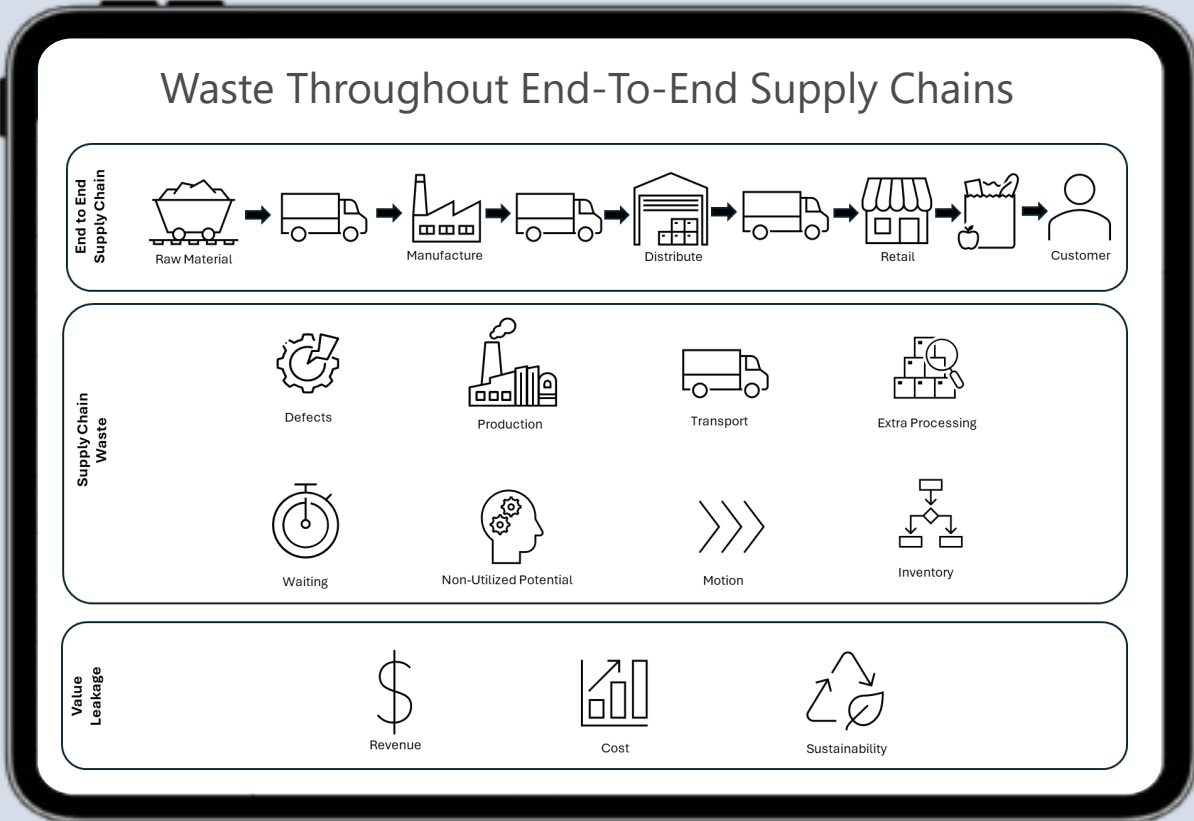 Waste Throughout End-To-End Supply Chains
End to End
Supply Chain
Raw Material
Manufacture
Distribute
Retail
Customer
Supply Chain
Waste
Defects
Production
Transport
Extra Processing
Waiting
Non-Utilized Potential
Motion
Inventory
Value
Leakage
Revenue
Cost
Sustainability